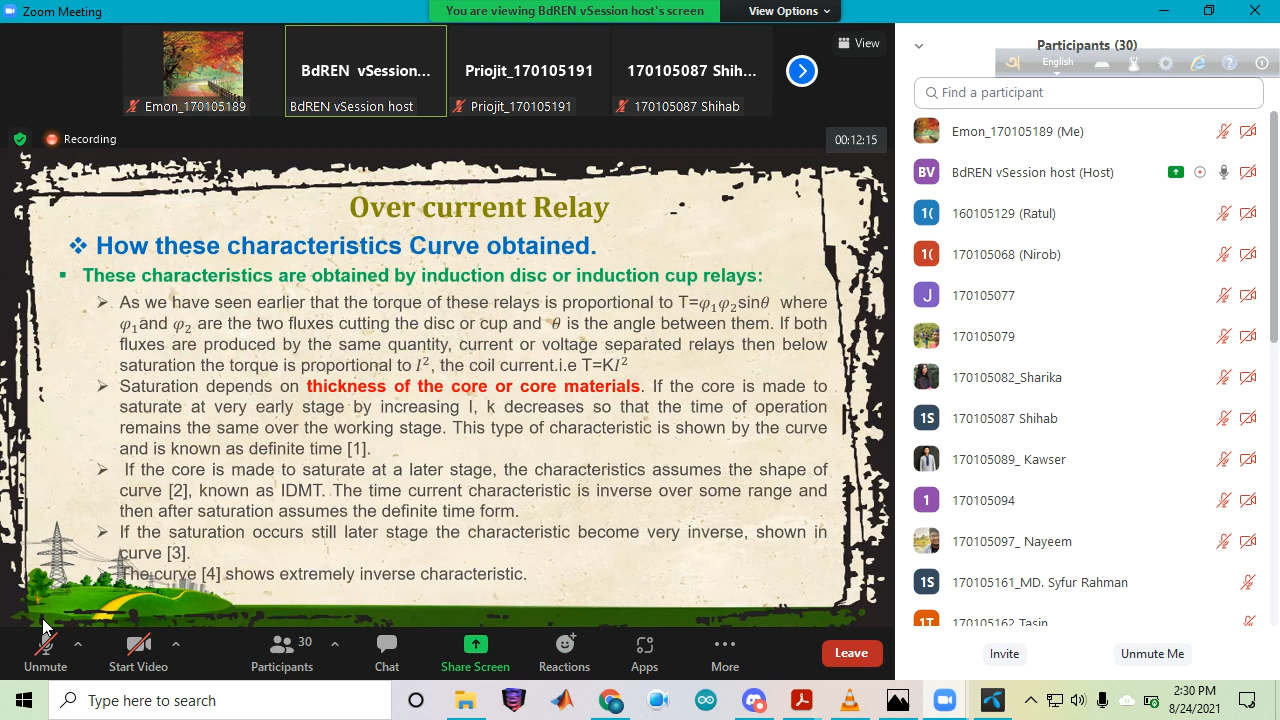 Zoom Meeting
You are viewing BdREN vSession host's screen
View Options
BdREN vSession...
Priojit_170105191
170105087 Shih...
View
Emon_170105189
BdREN vSession host
Priojit_170105191
170105087 Shihab
Recording
00:12:15
Over current Relay
❖ How these characteristics Curve obtained.
▪ These characteristics are obtained by induction disc or induction cup relays:
➢ As we have seen earlier that the torque of these relays is proportional to T=φ₁φ₂sinθ where
φ₁and φ₂ are the two fluxes cutting the disc or cup and θ is the angle between them. If both
fluxes are produced by the same quantity, current or voltage separated relays then below
saturation the torque is proportional to I², the coil current.i.e T=KI²
➢ Saturation depends on thickness of the core or core materials. If the core is made to
saturate at very early stage by increasing I, k decreases so that the time of operation
remains the same over the working stage. This type of characteristic is shown by the curve
and is known as definite time [1].
➢ If the core is made to saturate at a later stage, the characteristics assumes the shape of
curve [2], known as IDMT. The time current characteristic is inverse over some range and
then after saturation assumes the definite time form.
➢ If the saturation occurs still later stage the characteristic become very inverse, shown in
curve [3].
➢ The curve [4] shows extremely inverse characteristic.
Participants (30)
English
Find a participant
Emon_170105189 (Me)
BV BdREN vSession host (Host)
1( 160105129 (Ratul)
1( 170105068 (Nirob)
J 170105077
170105079
170105082_Sharika
1S 170105087 Shihab
170105089_ Kawser
1 170105094
170105097_ Nayeem
1S 170105161_MD. Syfur Rahman
1T 170105162 Tasin
Invite
Unmute Me
Unmute
Start Video
30
Participants
Chat
Share Screen
Reactions
Apps
More
Leave
Type here to search
2:30 PM
8/24/2021